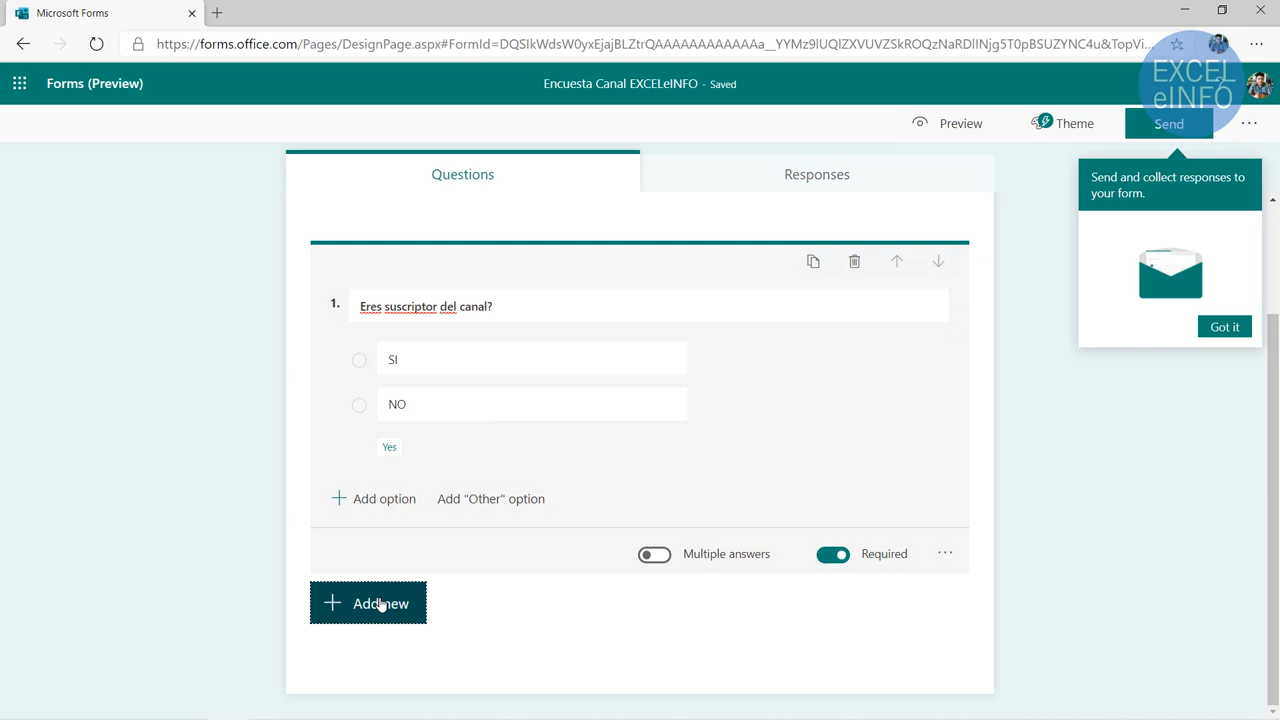 Microsoft Forms
https://forms.office.com/Pages/DesignPage.aspx#FormId=DQSIkWdsW0yxEjajBLZtrQAAAAAAAAAAAAa__YYMz9lUQlZXVUVZSkROQzNaRDlINjg5T0pBSUZYNC4u&TopVi...
Forms (Preview)
Encuesta Canal EXCELeINFO - Saved
EXCEL
eINFO
Preview
Theme
Send
Questions
Responses
Send and collect responses to
your form.
Got it
1.
Eres suscriptor del canal?
SI
NO
Yes
Add option
Add "Other" option
Multiple answers
Required
Add new